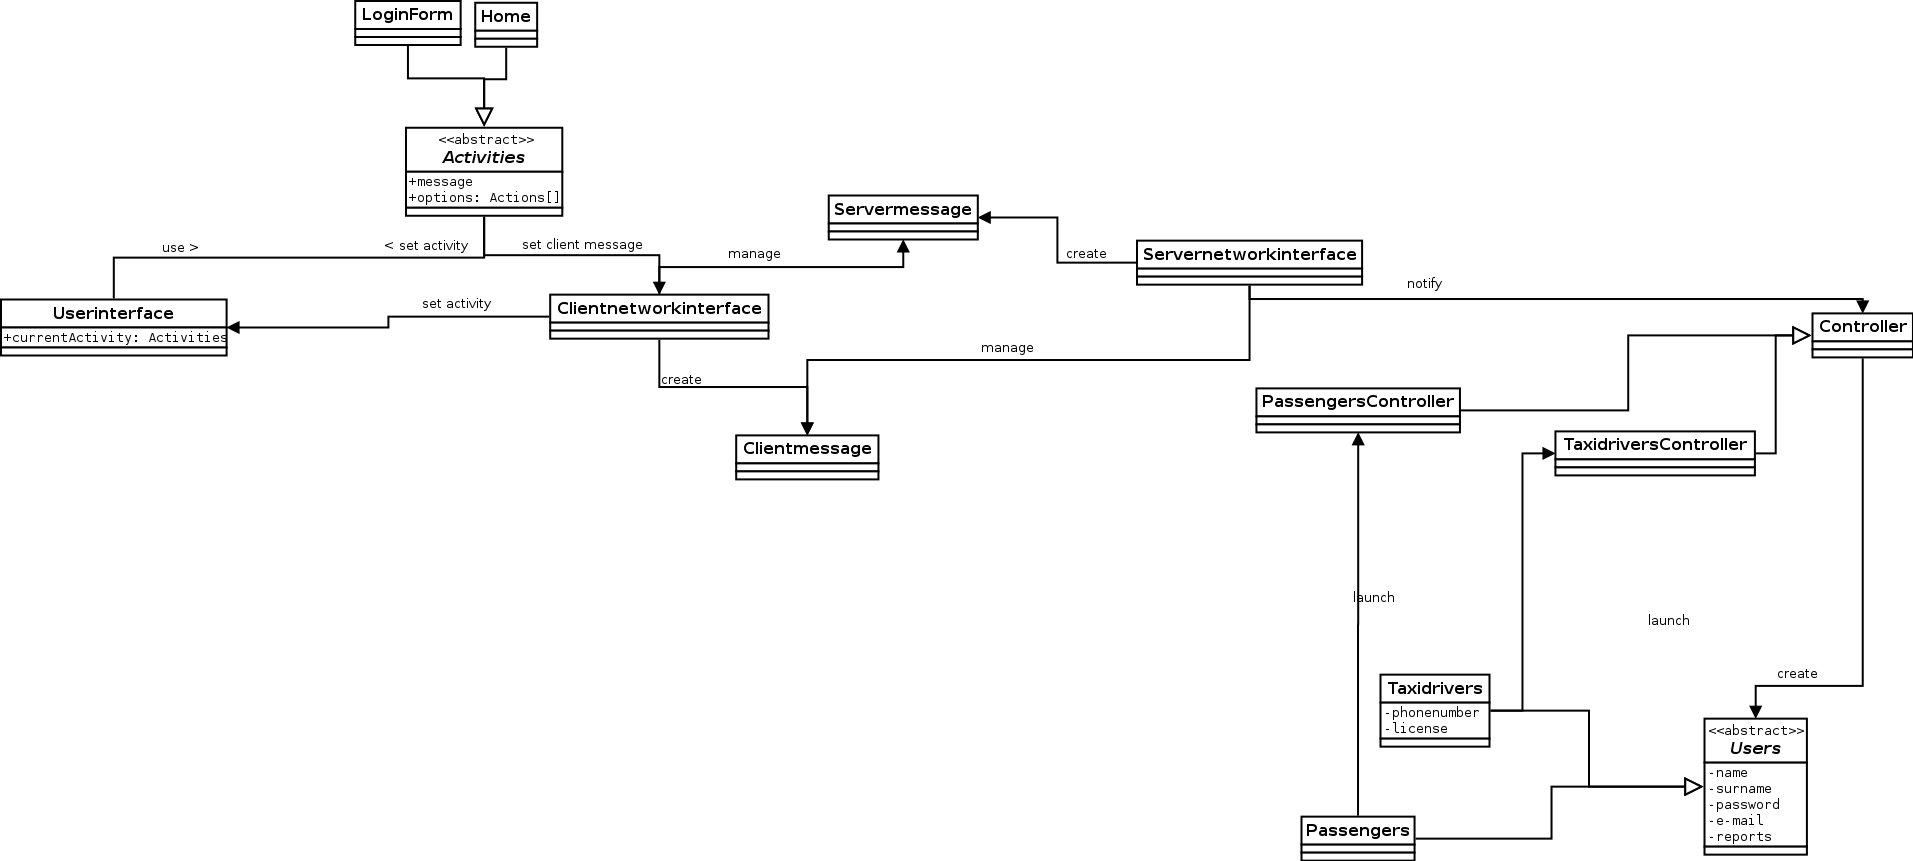 LoginForm
Home
<<abstract>>
Activities
+message
+options: Actions[]
Servermessage
use >
< set activity
set client message
manage
create
Servernetworkinterface
notify
Userinterface
+currentActivity: Activities
set activity
Clientnetworkinterface
Controller
manage
create
PassengersController
Clientmessage
TaxidriversController
launch
launch
create
Taxidrivers
-phonenumber
-license
<<abstract>>
Users
-name
-surname
-password
-e-mail
-reports
Passengers